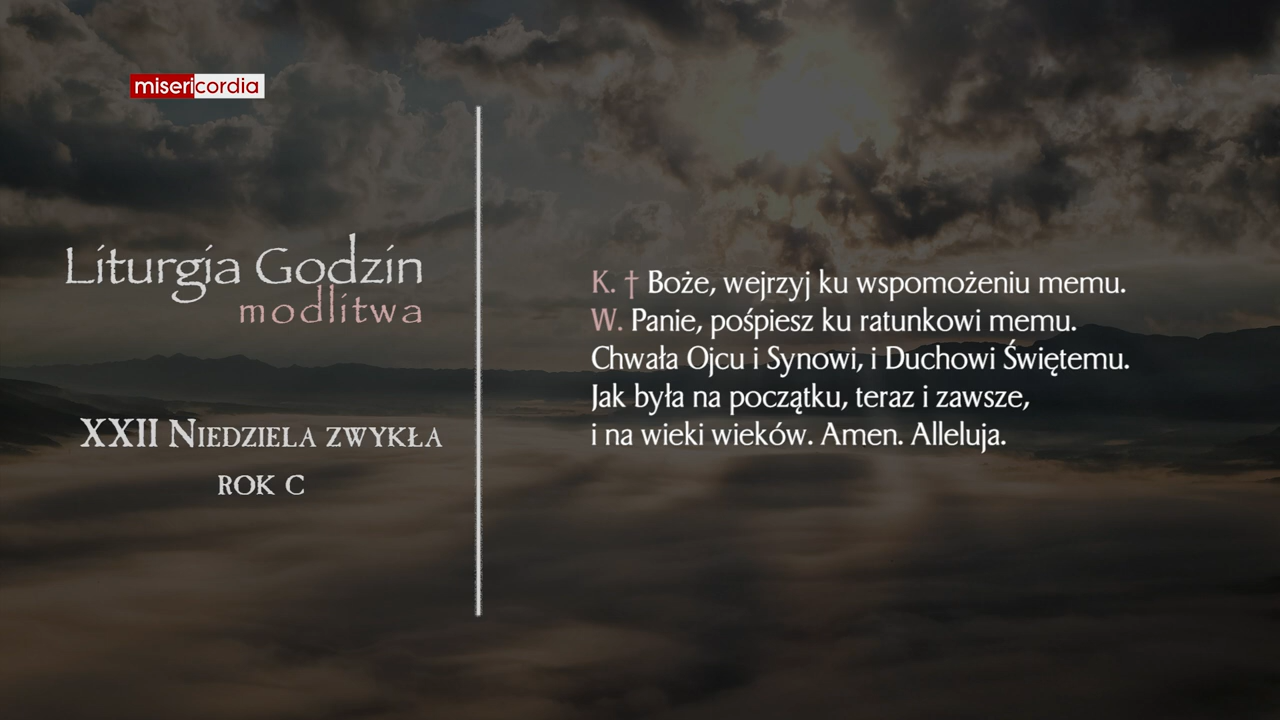 misericordia
Liturgia Godzin
modlitwa
XXII Niedziela zwykła
rok C
K. † Boże, wejrzyj ku wspomożeniu memu.
W. Panie, pośpiesz ku ratunkowi memu.
Chwała Ojcu i Synowi, i Duchowi Świętemu.
Jak była na początku, teraz i zawsze,
i na wieki wieków. Amen. Alleluja.